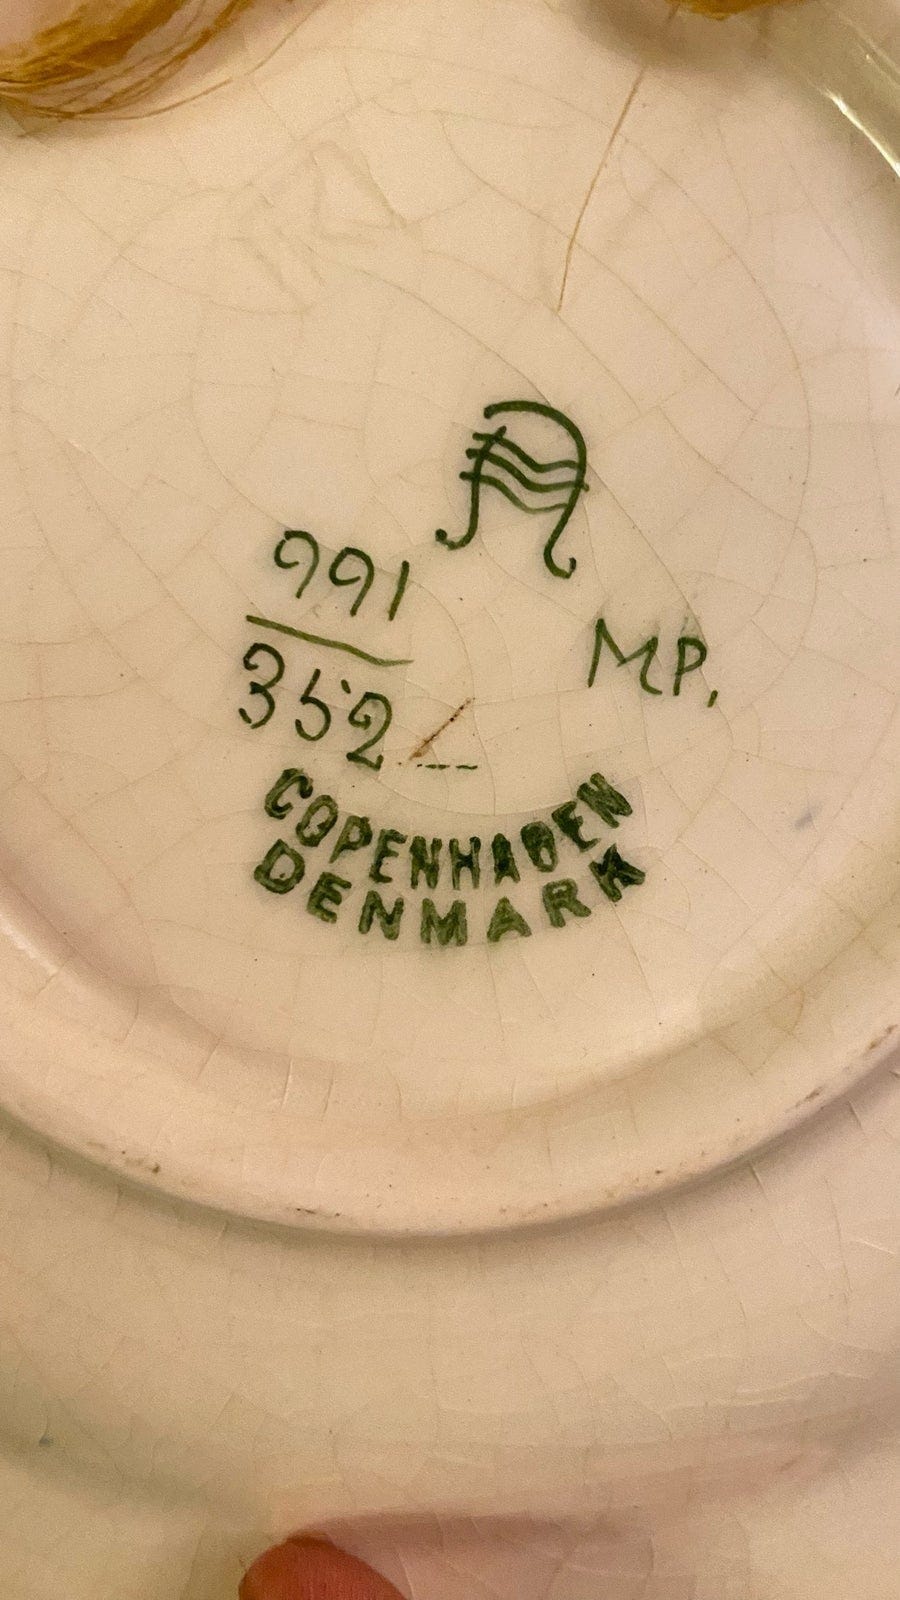 991
352
MP.
COPENHAGEN
DENMARK